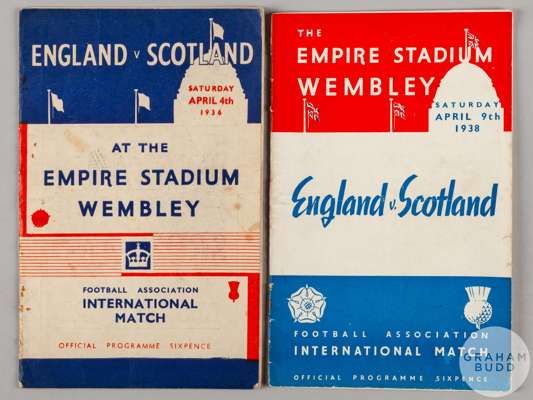 ENGLAND v SCOTLAND
SATURDAY
APRIL 4th
1936
AT THE
EMPIRE STADIUM
WEMBLEY
FOOTBALL ASSOCIATION
INTERNATIONAL
MATCH
OFFICIAL PROGRAMME SIXPENCE
THE
EMPIRE STADIUM
WEMBLEY
SATURDAY
APRIL 9th
1938
England v. Scotland
FOOTBALL ASSOCIATION
INTERNATIONAL MATCH
OFFICIAL PROGRAMME SIXPENCE
GRAHAM
BUDD